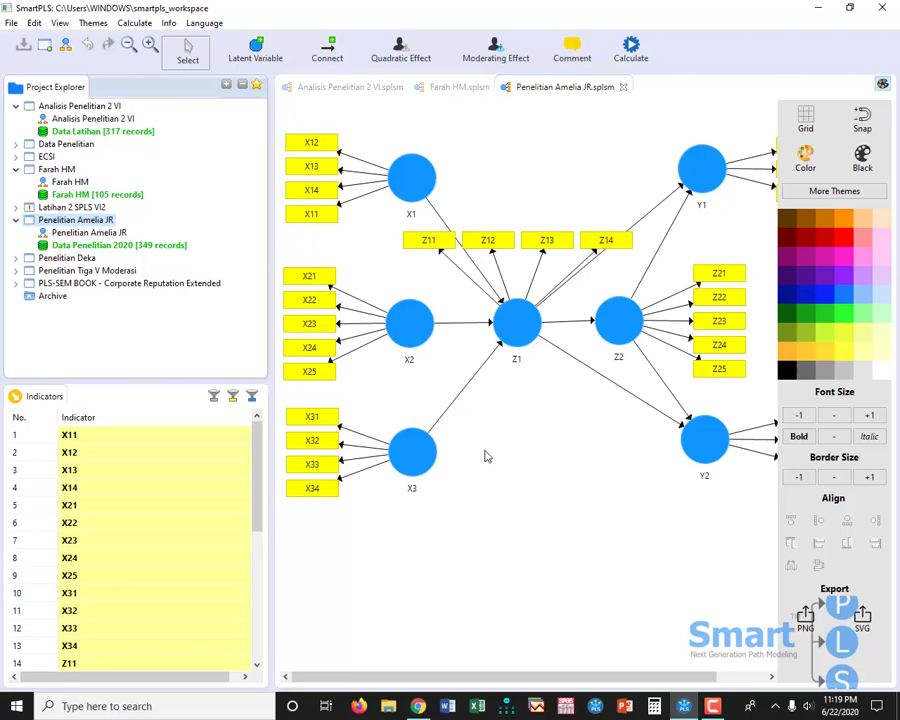 SmartPLS: C:\Users\WINDOWS\smartpls_workspace
File Edit View Themes Calculate Info Language
Select
Latent Variable
Connect
Quadratic Effect
Moderating Effect
Comment
Calculate
Project Explorer
Analisis Penelitian 2 VI
Analisis Penelitian 2 VI
Data Latihan [317 records]
Data Penelitian
ECSI
Farah HM
Farah HM
Farah HM [105 records]
Latihan 2 SPLS VI2
Penelitian Amelia JR
Penelitian Amelia JR
Data Penelitian 2020 [349 records]
Penelitian Deka
Penelitian Tiga V Moderasi
PLS-SEM BOOK - Corporate Reputation Extended
Archive
Indicators
No. Indicator
1 X11
2 X12
3 X13
4 X14
5 X21
6 X22
7 X23
8 X24
9 X25
10 X31
11 X32
12 X33
13 X34
14 Z11
Analisis Penelitian 2 VI.splsm
Farah HM.splsm
Penelitian Amelia JR.splsm
X12
X13
X14
X11
X1
Z11 Z12 Z13 Z14
X21
X22
X23
X24
X25
X2
Z1
Z2
Y1
Z21
Z22
Z23
Z24
Z25
X31
X32
X33
X34
X3
Y2
Grid Snap
Color Black
More Themes
Font Size
-1 - +1
Bold - Italic
Border Size
-1 - +1
Align
Export
PNG SVG
Smart
Next Generation Path Modeling
P
L
S
Type here to search
11:19 PM
6/22/2020